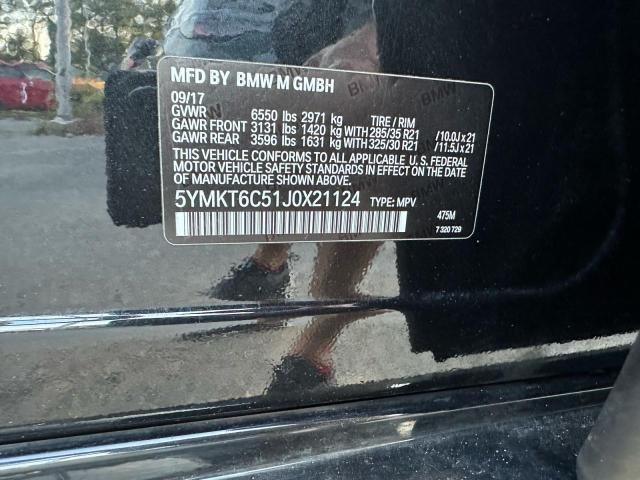 MFD BY BMW M GMBH
09/17
GVWR 6550 lbs 2971 kg TIRE / RIM
GAWR FRONT 3131 lbs 1420 kg WITH 285/35 R21 /10.0J x 21
GAWR REAR 3596 lbs 1631 kg WITH 325/30 R21 /11.5J x 21
THIS VEHICLE CONFORMS TO ALL APPLICABLE U.S. FEDERAL
MOTOR VEHICLE SAFETY STANDARDS IN EFFECT ON THE
DATE OF MANUFACTURE SHOWN ABOVE.
5YMKT6C51J0X21124 TYPE: MPV
475M
7 320 729